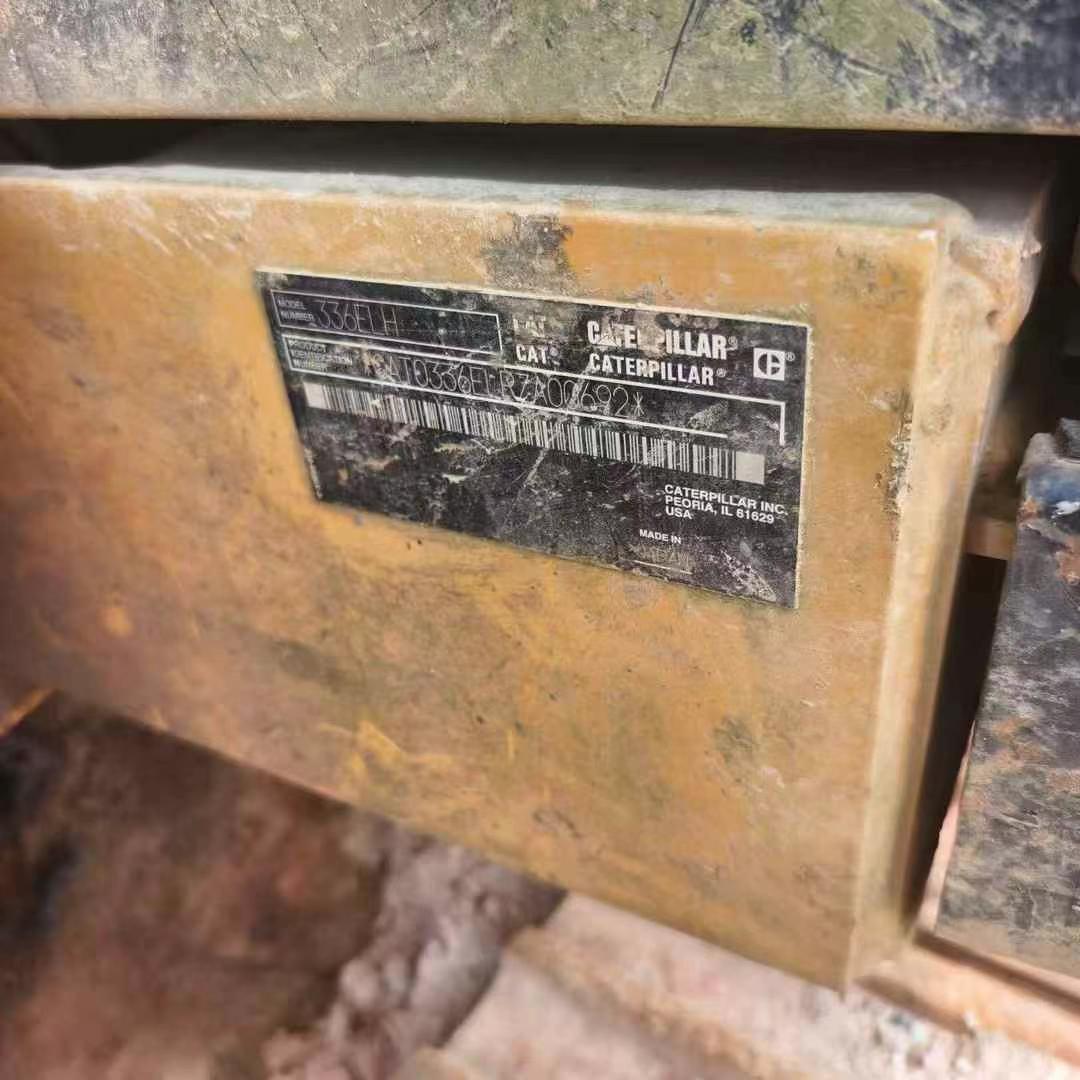 MODEL
NUMBER 336ELH
CAT® CATERPILLAR®
CAT® CATERPILLAR®
PRODUCT
IDENTIFICATION
NUMBER
CATERPILLAR INC.
PEORIA, IL 61629
USA
MADE IN